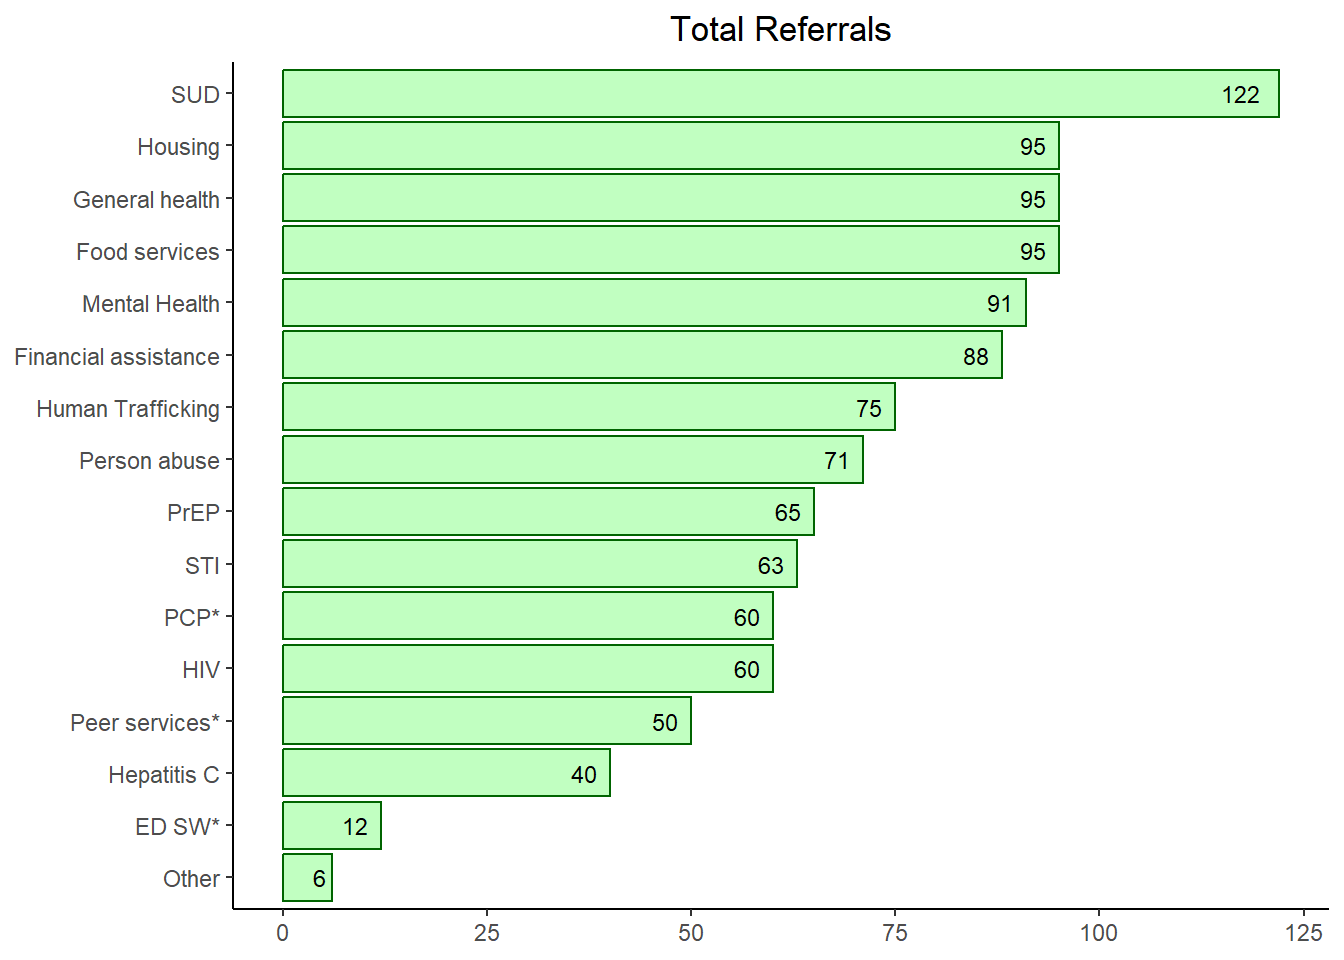 Total Referrals
SUD 122
Housing 95
General health 95
Food services 95
Mental Health 91
Financial assistance 88
Human Trafficking 75
Person abuse 71
PrEP 65
STI 63
PCP* 60
HIV 60
Peer services* 50
Hepatitis C 40
ED SW* 12
Other 6
0 25 50 75 100 125